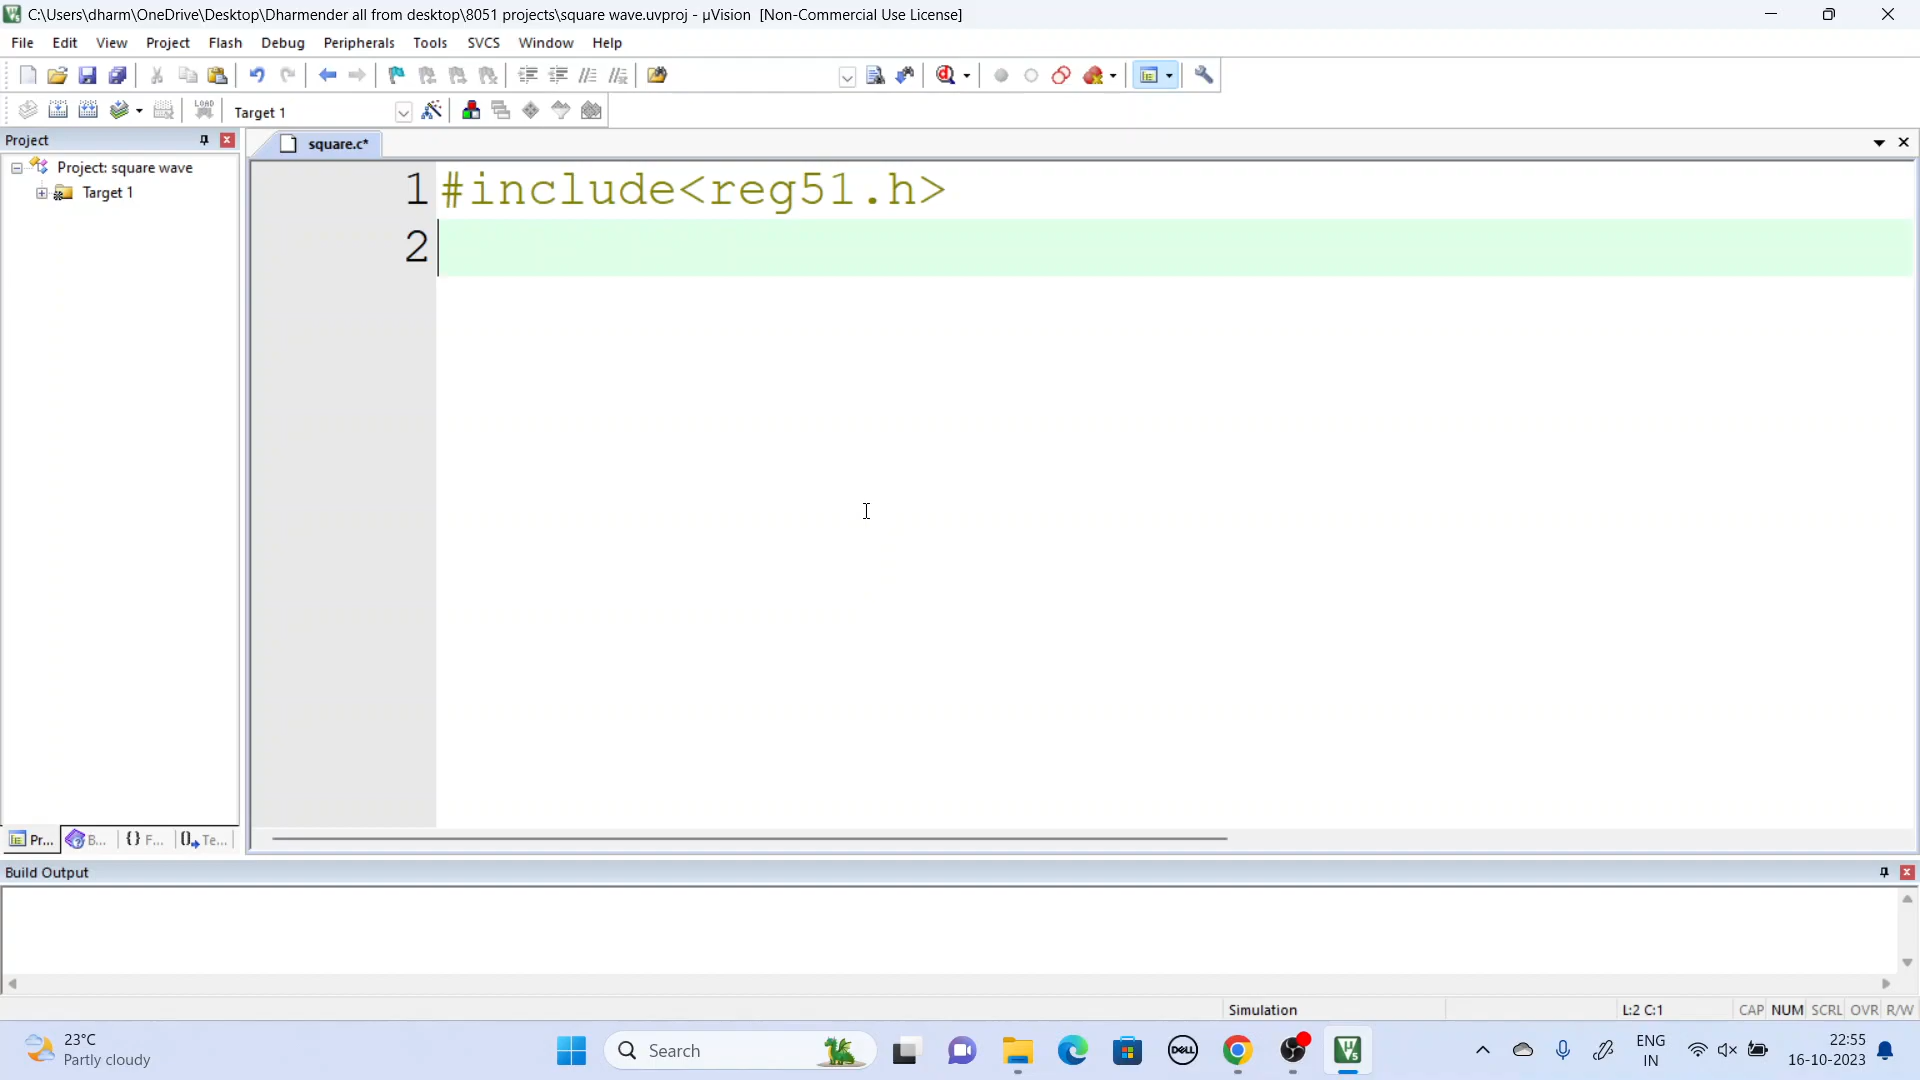 C:\Users\dharm\OneDrive\Desktop\Dharmender all from desktop\8051 projects\square wave.uvproj - µVision [Non-Commercial Use License]
File Edit View Project Flash Debug Peripherals Tools SVCS Window Help
LOAD Target 1
Project
square.c*
Project: square wave
Target 1
1 #include<reg51.h>
2
Pr... B... {} F... Te...
Build Output
Simulation L:2 C:1 CAP NUM SCRL OVR R/W
23°C
Partly cloudy
Search
DELL
ENG
IN
22:55
16-10-2023